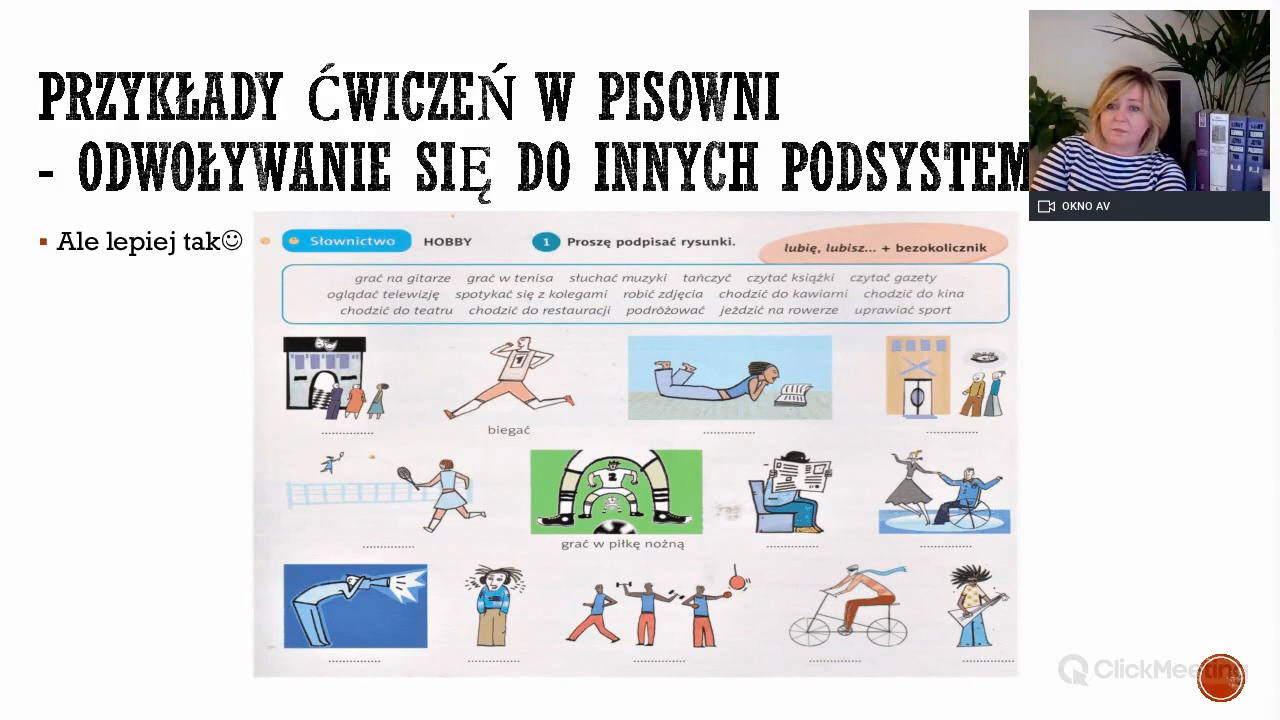 PRZYKŁADY ĆWICZEŃ W PISOWNI
- ODWOŁYWANIE SIĘ DO INNYCH PODSYSTEM
OKNO AV
Ale lepiej tak☺
Słownictwo HOBBY 1 Proszę podpisać rysunki. lubię, lubisz... + bezokolicznik
grać na gitarze grać w tenisa słuchać muzyki tańczyć czytać książki czytać gazety
oglądać telewizję spotykać się z kolegami robić zdjęcia chodzić do kawiarni chodzić do kina
chodzić do teatru chodzić do restauracji podróżować jeździć na rowerze uprawiać sport
biegać
grać w piłkę nożną
ClickMeeting